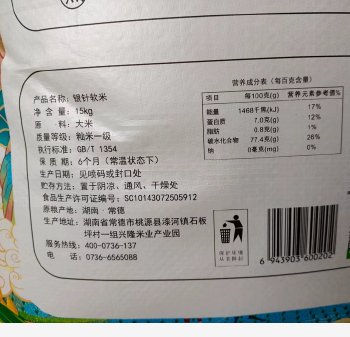 产品名称：银针软米
净 含 量：15kg
原 料：大米
质量等级：籼米一级
执行标准：GB/T 1354
保 质 期：6个月（常温状态下）
生产日期：见喷码或封口处
贮存方法：置于阴凉、通风、干燥处
食品生产许可证编号：SC10143072505912
原粮产地：湖南·常德
生产地址：湖南省常德市桃源县漆河镇石板
坪村一组兴隆米业产业园
服务热线：400-0736-137
电 话：0736-6565088
营养成分表（每百克含量）
项目 每100克(g) 营养元素参考值%
能量 1468千焦(kJ) 17%
蛋白质 7.0克(g) 12%
脂肪 0.8克(g) 1%
碳水化合物 77.4克(g) 26%
钠 0毫克(mg) 0%
保护环境
从我做起
6 943903 600202